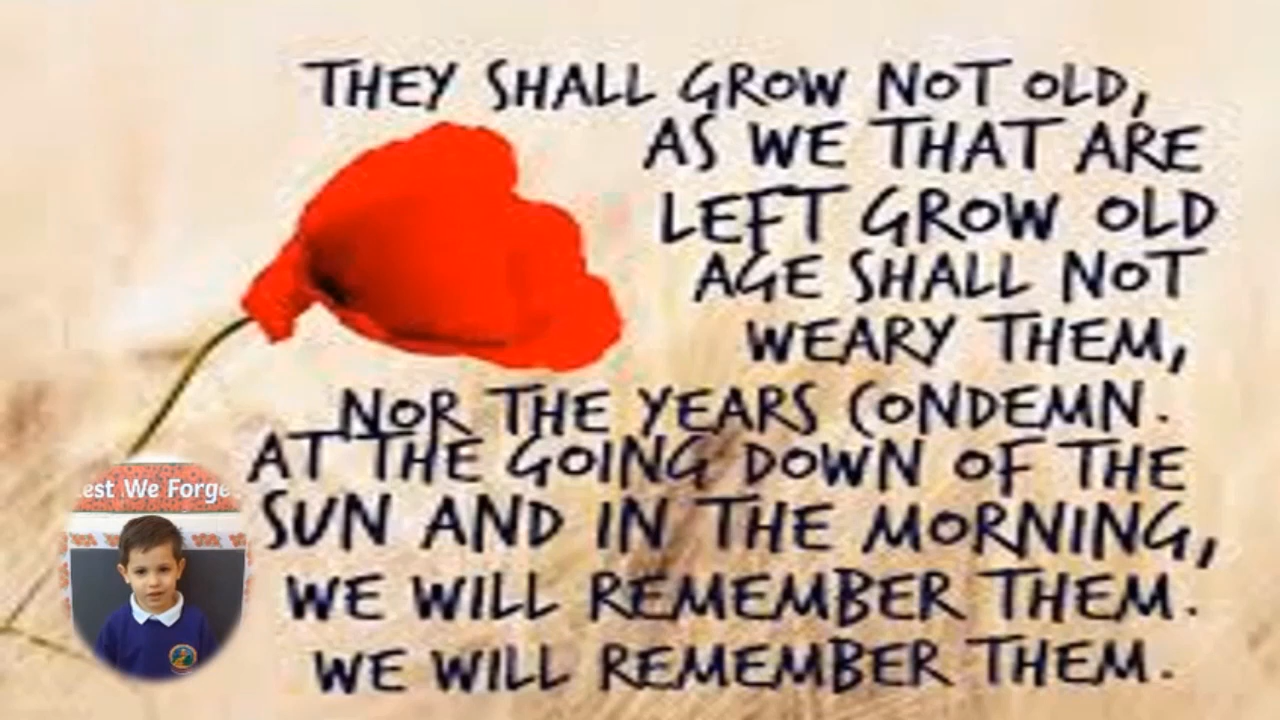 THEY SHALL GROW NOT OLD,
AS WE THAT ARE
LEFT GROW OLD
AGE SHALL NOT
WEARY THEM,
NOR THE YEARS CONDEMN.
AT THE GOING DOWN OF THE
SUN AND IN THE MORNING,
WE WILL REMEMBER THEM.
WE WILL REMEMBER THEM.
est We Forge